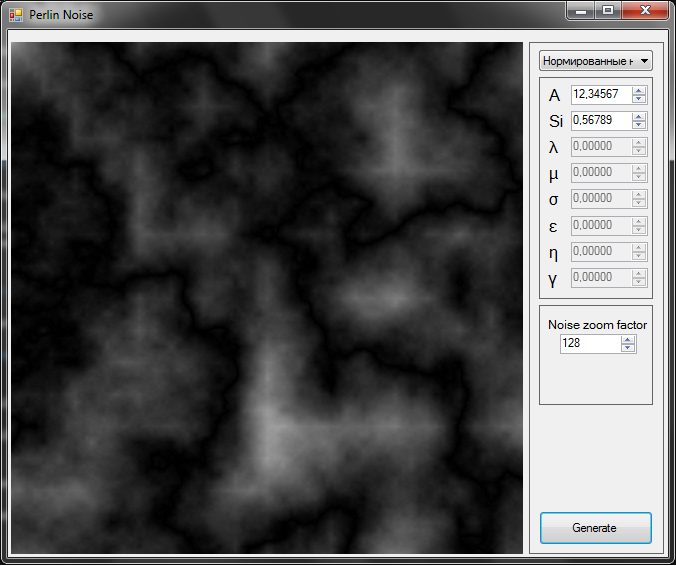 Perlin Noise
Нормированные н
A 12,34567
Si 0,56789
λ 0,00000
μ 0,00000
σ 0,00000
ε 0,00000
η 0,00000
γ 0,00000
Noise zoom factor
128
Generate